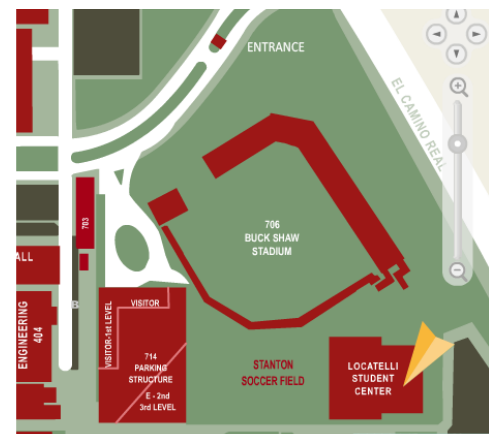 ENTRANCE
EL CAMINO REAL
703
706
BUCK SHAW
STADIUM
ALL
B
ENGINEERING
404
VISITOR-1st LEVEL
VISITOR
714
PARKING
STRUCTURE
E - 2nd
3rd LEVEL
STANTON
SOCCER FIELD
LOCATELLI
STUDENT
CENTER